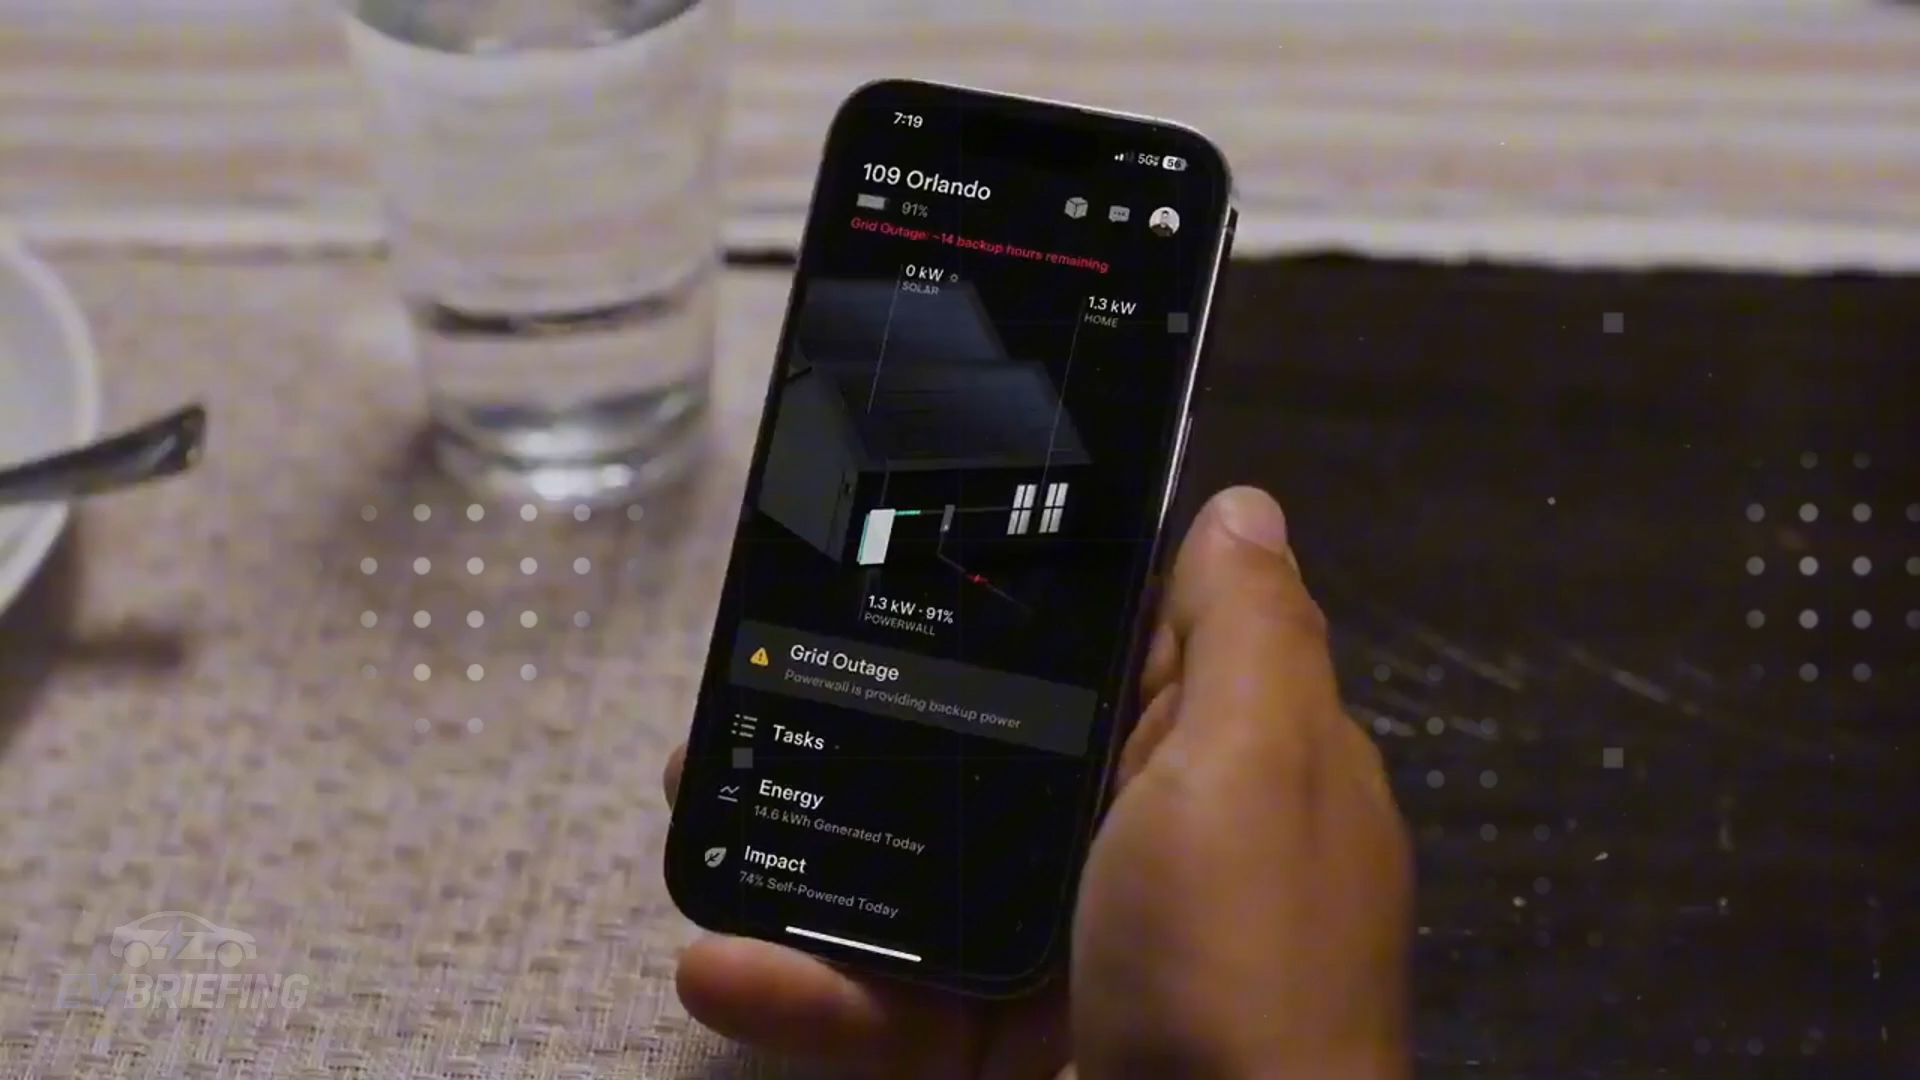 7:19
5G 56
109 Orlando
91%
Grid Outage: ~14 backup hours remaining
0 kW
SOLAR
1.3 kW
HOME
1.3 kW · 91%
POWERWALL
Grid Outage
Powerwall is providing backup power
Tasks
Energy
14.6 kWh Generated Today
Impact
74% Self-Powered Today
EVBRIEFING